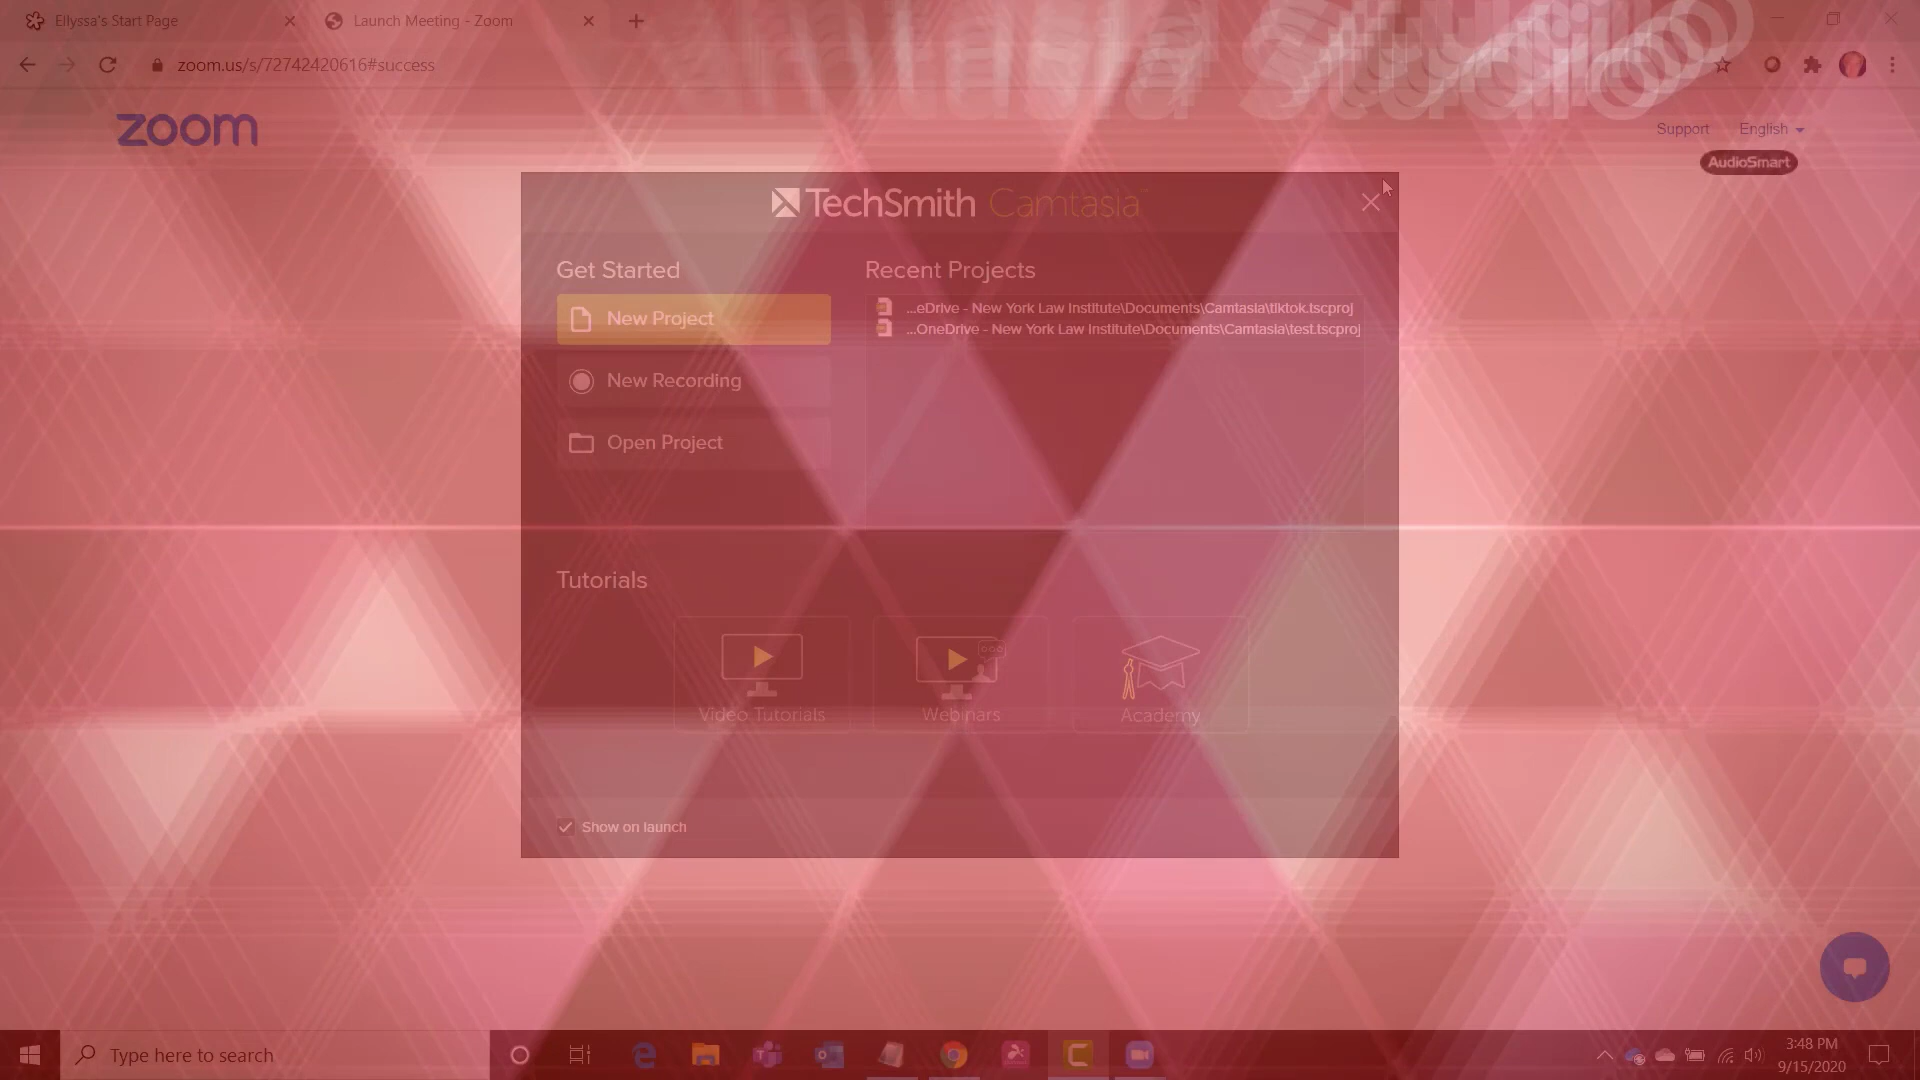 Ellyssa's Start Page
Launch Meeting - Zoom
amtasia Studio
zoom.us/s/72742420616#success
zoom
Support
English
AudioSmart
TechSmith Camtasia
Get Started
Recent Projects
New Project
...eDrive - New York Law Institute\Documents\Camtasia\tiktok.tscproj
...OneDrive - New York Law Institute\Documents\Camtasia\test.tscproj
New Recording
Open Project
Tutorials
Video Tutorials
Webinars
Academy
Show on launch
Type here to search
3:48 PM
9/15/2020